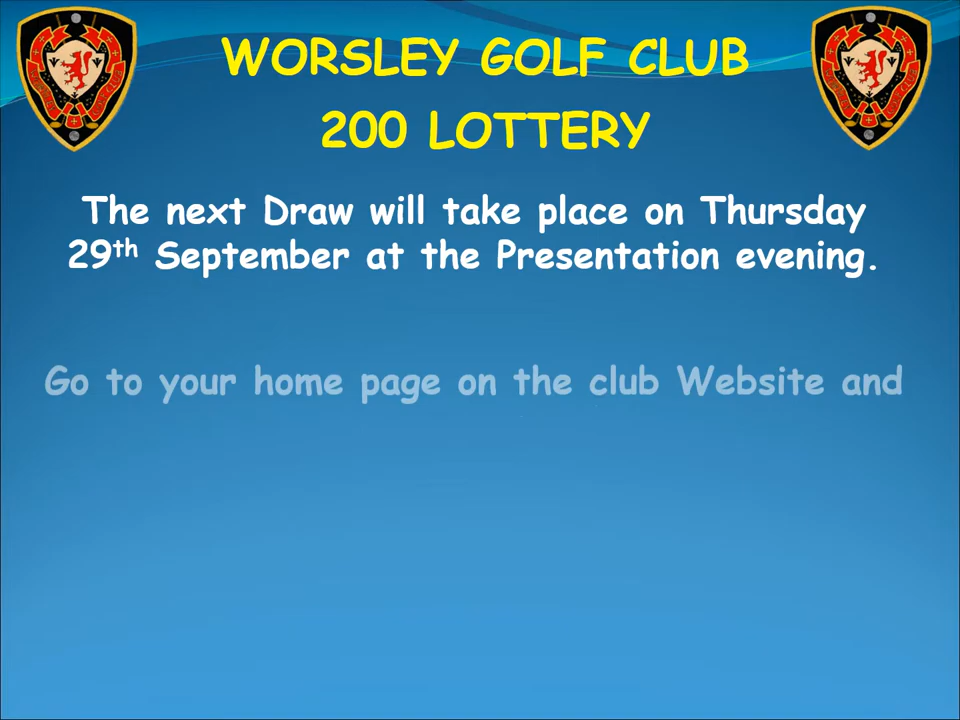 WORSLEY GOLF CLUB
200 LOTTERY
The next Draw will take place on Thursday
29th September at the Presentation evening.
Go to your home page on the club Website and